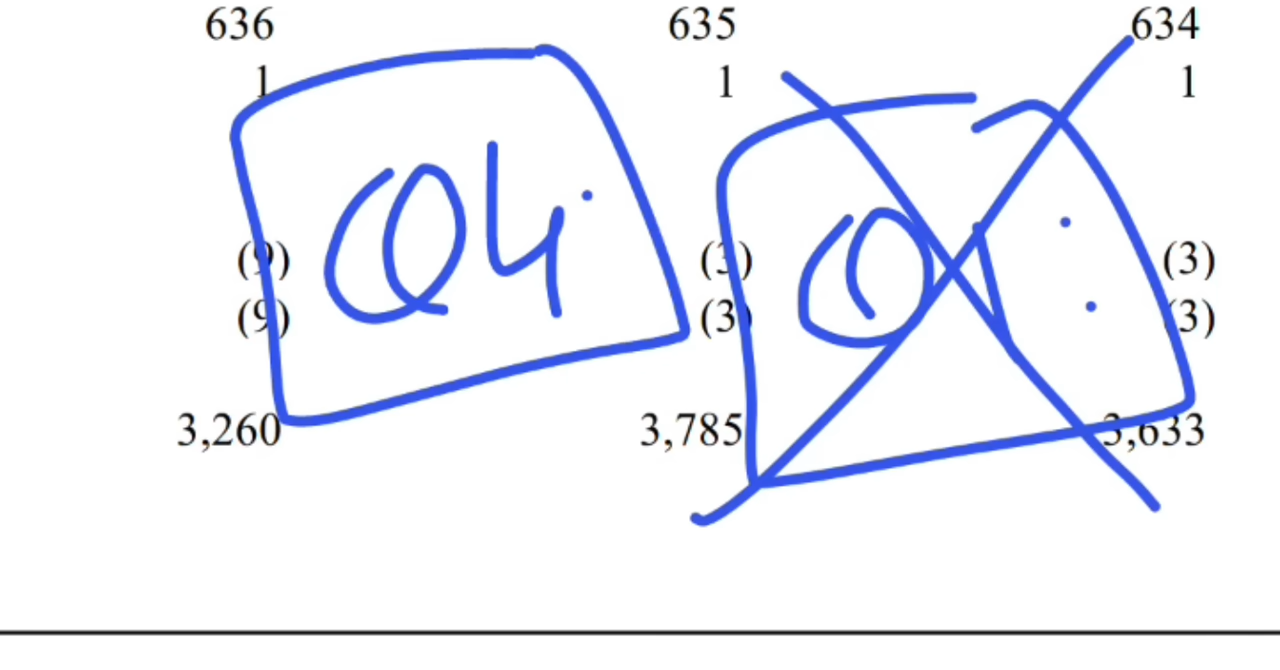 636 635 634
1 1 1
(9) (3) (3)
(9) (3) (3)
3,260 3,785 3,633
Q4.